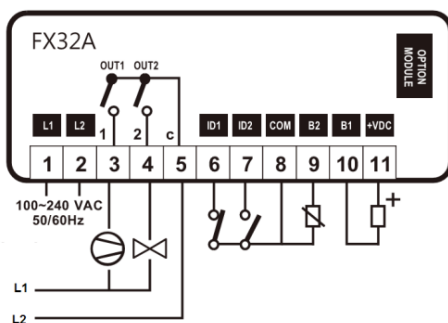 FX32A
OPTION MODULE
OUT1 OUT2
1 2 c
L1 L2 ID1 ID2 COM B2 B1 +VDC
1 2 3 4 5 6 7 8 9 10 11
100~240 VAC
50/60Hz
+
L1
L2